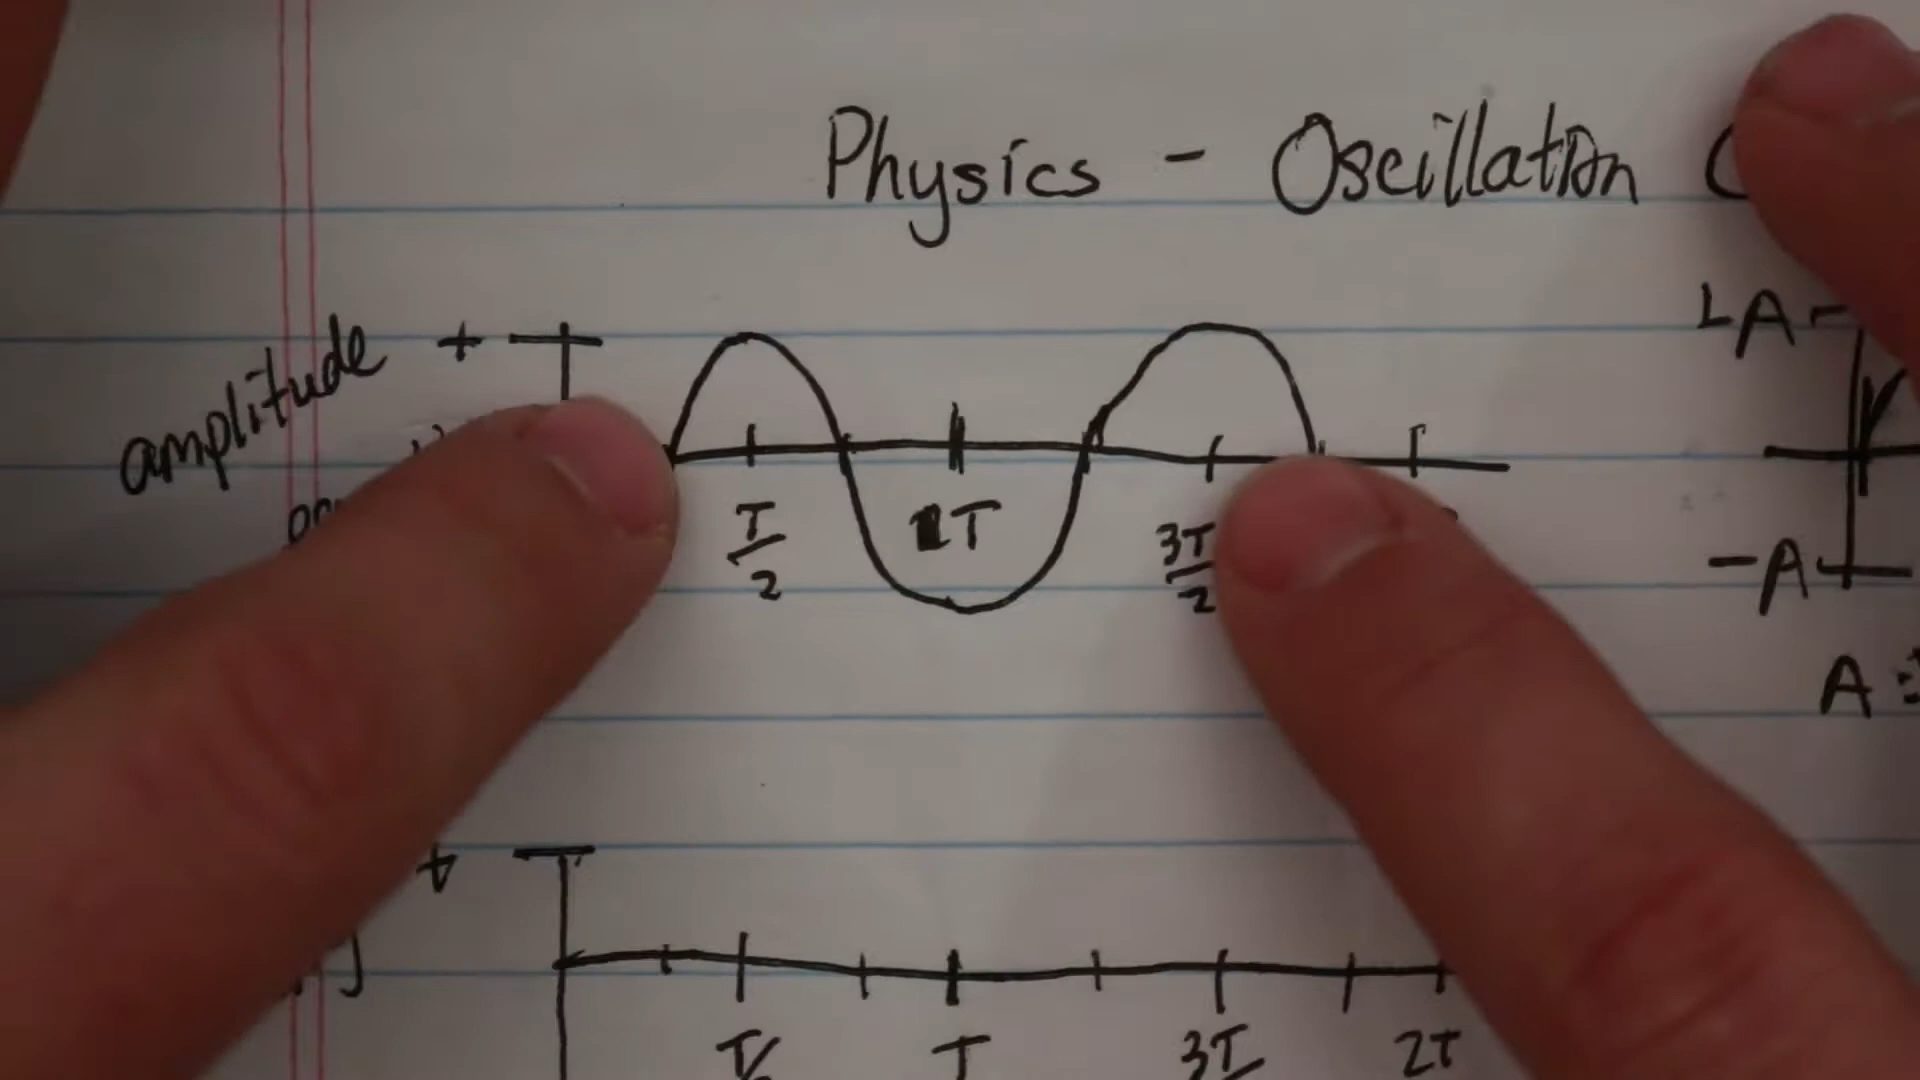 Physics - Oscillation
amplitude +
T/2 1T 3T/2
+A
-A
A =
+
T/ T 3T/ 2T